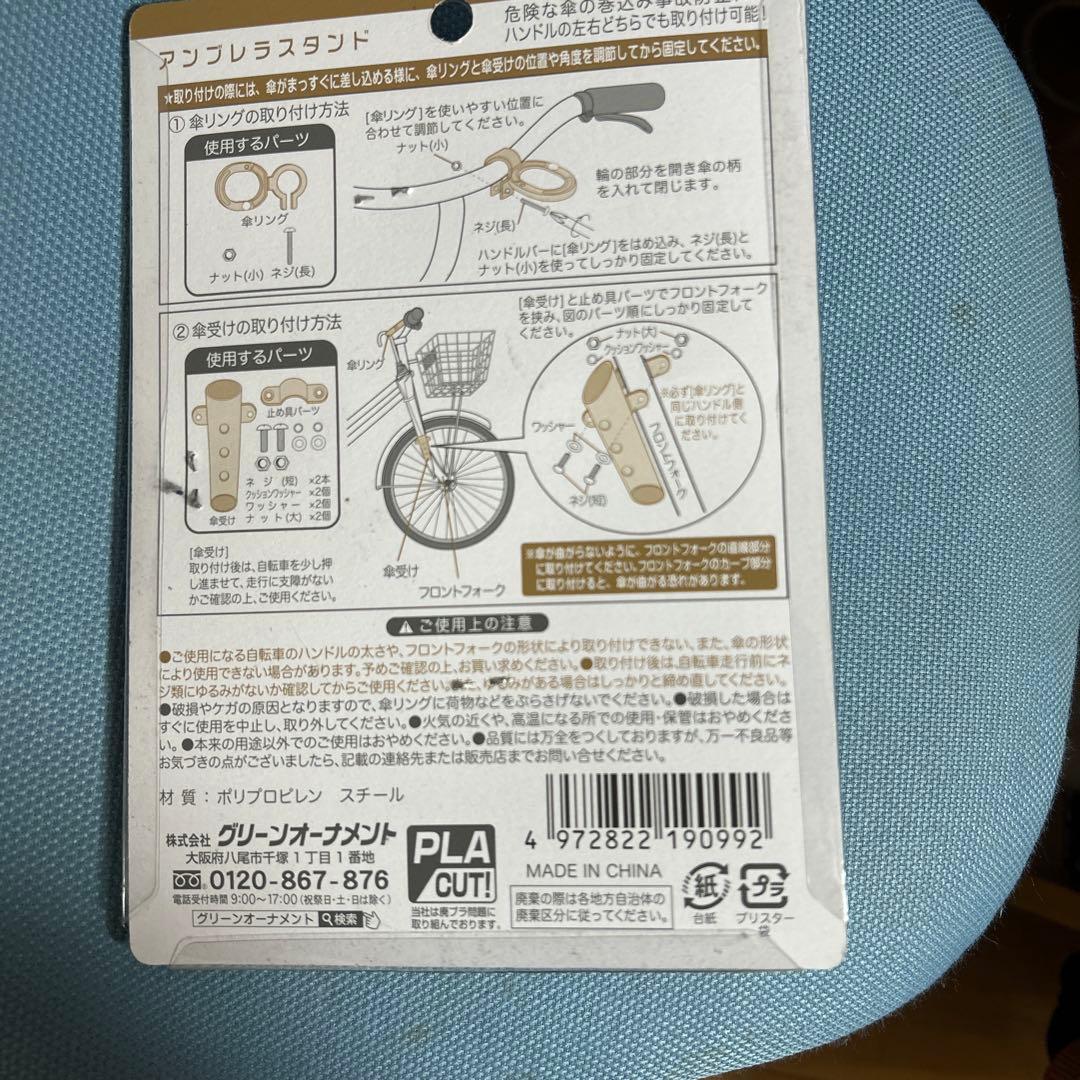 危険な傘の巻込み事故防止
ハンドルの左右どちらでも取り付け可能!
アンブレラスタンド
★取り付けの際には、傘がまっすぐに差し込める様に、傘リングと傘受けの位置や角度を調節してから固定してください。
① 傘リングの取り付け方法
使用するパーツ
傘リング
ナット(小) ネジ(長)
[傘リング]を使いやすい位置に
合わせて調節してください。
ナット(小)
輪の部分を開き傘の柄
を入れて閉じます。
ネジ(長)
ハンドルバーに[傘リング]をはめ込み、ネジ(長)と
ナット(小)を使ってしっかり固定してください。
② 傘受けの取り付け方法
使用するパーツ
止め具パーツ
ネジ (短) ×2本
クッションワッシャー ×2個
ワッシャー ×2個
ナット(大) ×2個
傘受け
[傘受け]
取り付け後は、自転車を少し押
し進ませて、走行に支障がない
かご確認の上、ご使用ください。
傘リング
傘受け
フロントフォーク
[傘受け]と止め具パーツでフロントフォーク
を挟み、図のパーツ順にしっかり固定して
ください。
ナット(大)
クッションワッシャー
※必ず[傘リング]と
同じハンドル側
に取り付けてく
ださい。
ワッシャー
フロントフォーク
ネジ(短)
※傘が曲がらないように、フロントフォークの直線部分
に取り付けてください。フロントフォークのカーブ部分
に取り付けると、傘が曲がる恐れがあります。
ご使用上の注意
●ご使用になる自転車のハンドルの太さや、フロントフォークの形状により取り付けできない、また、傘の形状
により使用できない場合があります。予めご確認の上、お買い求めください。●取り付け後は、自転車走行前にネ
ジ類にゆるみがないか確認してからご使用ください。また、ゆるみがある場合はしっかりと締め直してください。
●破損やケガの原因となりますので、傘リングに荷物などをぶらさげないでください。●破損した場合は
すぐに使用を中止し、取り外してください。●火気の近くや、高温になる所での使用・保管はおやめくださ
い。●本来の用途以外でのご使用はおやめください。●品質には万全をつくしておりますが、万一不良品等
お気づきの点がございましたら、記載の連絡先または販売店までお問い合せください。
材 質 : ポリプロピレン スチール
株式会社 グリーンオーナメント
大阪府八尾市千塚1丁目1番地
0120-867-876
電話受付時間 9:00〜17:00 (祝祭日・土・日は除く)
グリーンオーナメント 検索
PLA
CUT!
当社は廃プラ問題に
取り組んでおります。
4 972822 190992
MADE IN CHINA
廃棄の際は各地方自治体の
廃棄区分に従ってください。
紙
台紙
プラ
ブリスター
袋